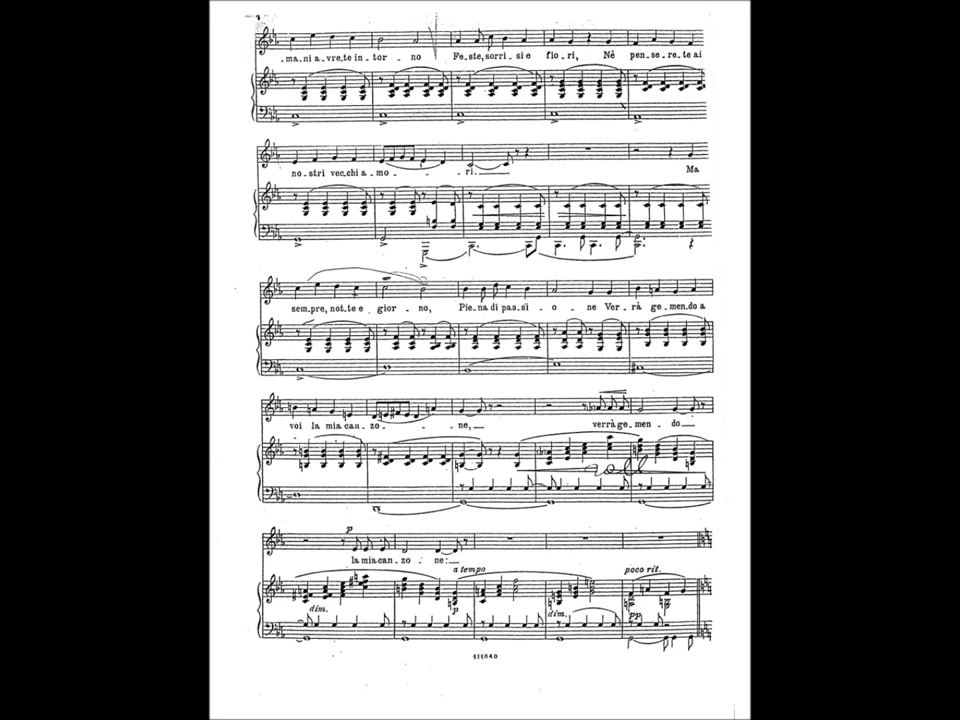 .ma.ni a.vre.te in.tor - no Fe.ste, sor.ri.si e fio.ri, Nè pen.se.re.te ai
no.stri vec.chi a.mo - - ri. Ma
sem.pre, not.te e gior - no, Pie.na di pas.si - o - ne Ver.rà ge.men.do a
voi la mia can.zo - ne, verrà ge.men - do
p
la mia can.zo - ne:
a tempo poco rit.
dim. p dim. pp
111040